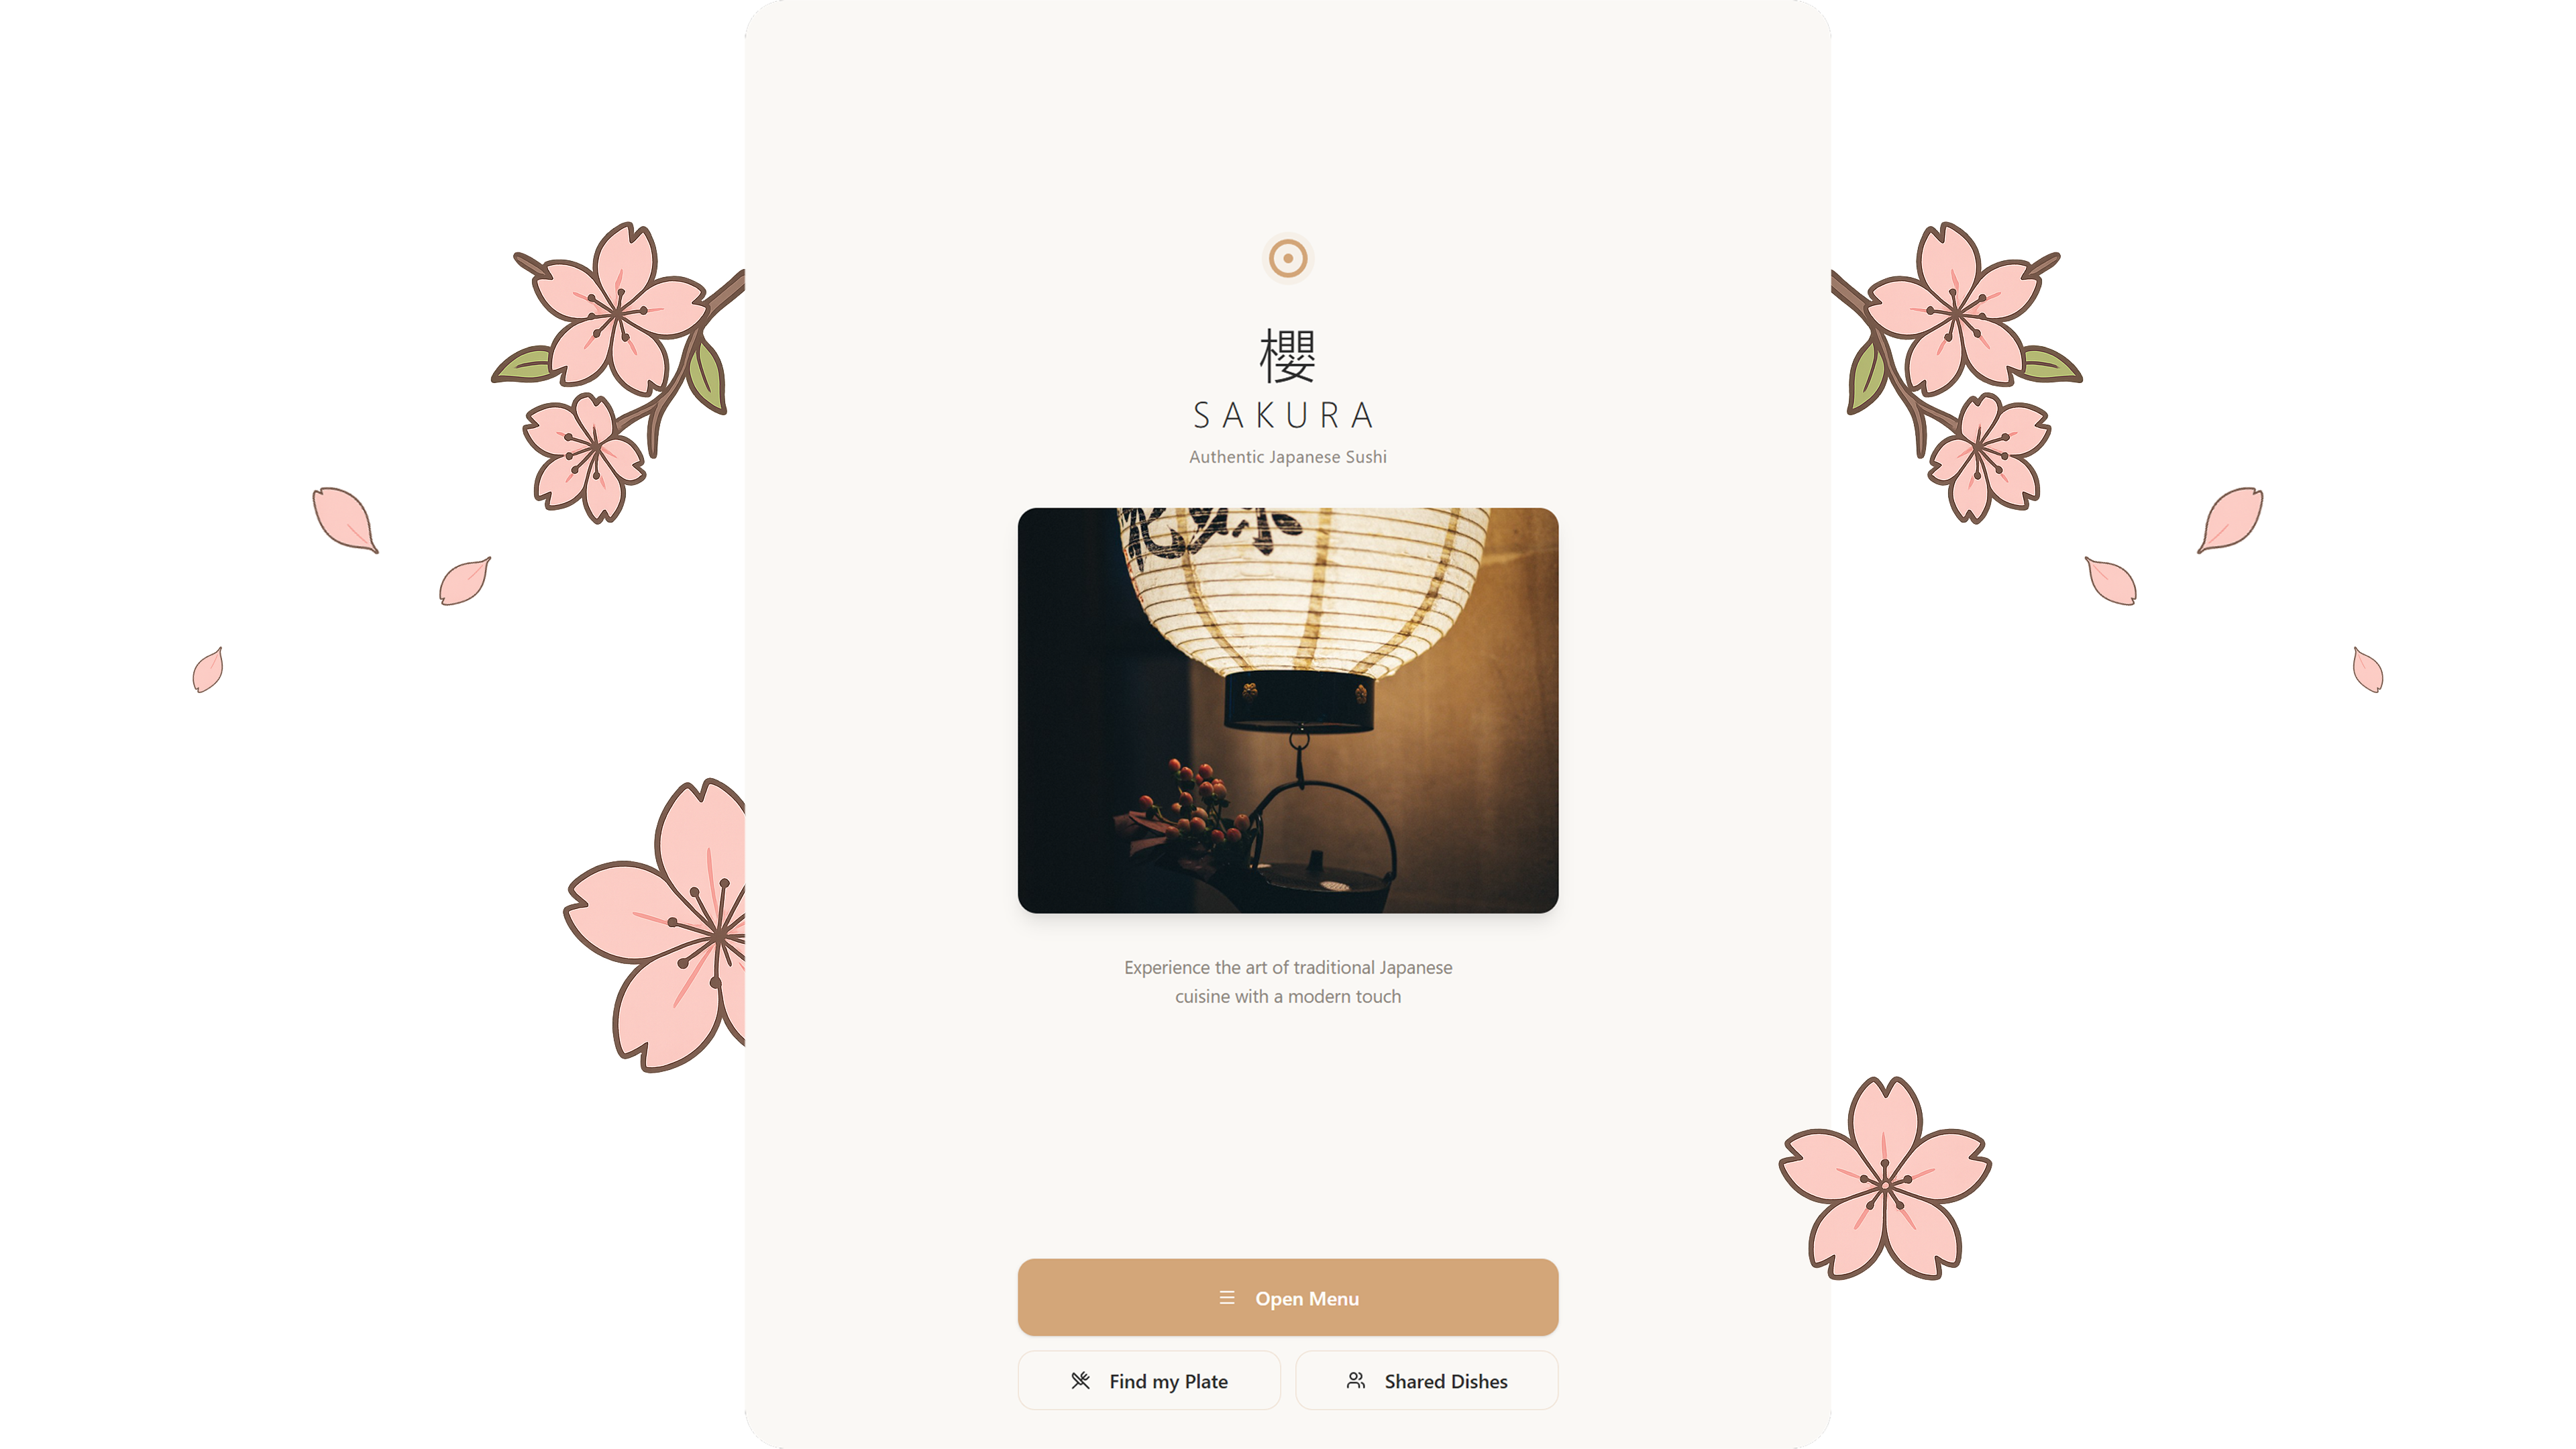 櫻
SAKURA
Authentic Japanese Sushi
Experience the art of traditional Japanese
cuisine with a modern touch
Open Menu
Find my Plate
Shared Dishes